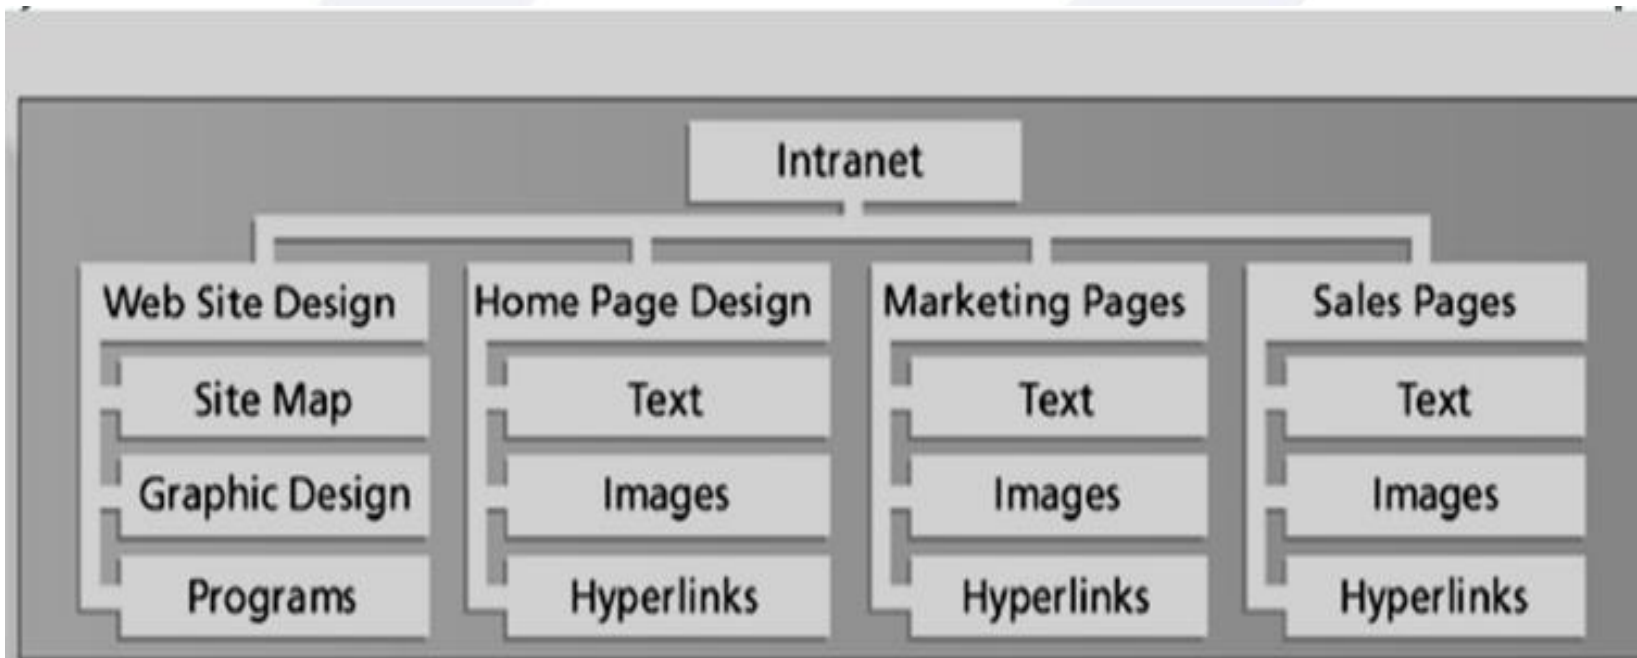 Intranet
Web Site Design
Home Page Design
Marketing Pages
Sales Pages
Site Map
Text
Text
Text
Graphic Design
Images
Images
Images
Programs
Hyperlinks
Hyperlinks
Hyperlinks